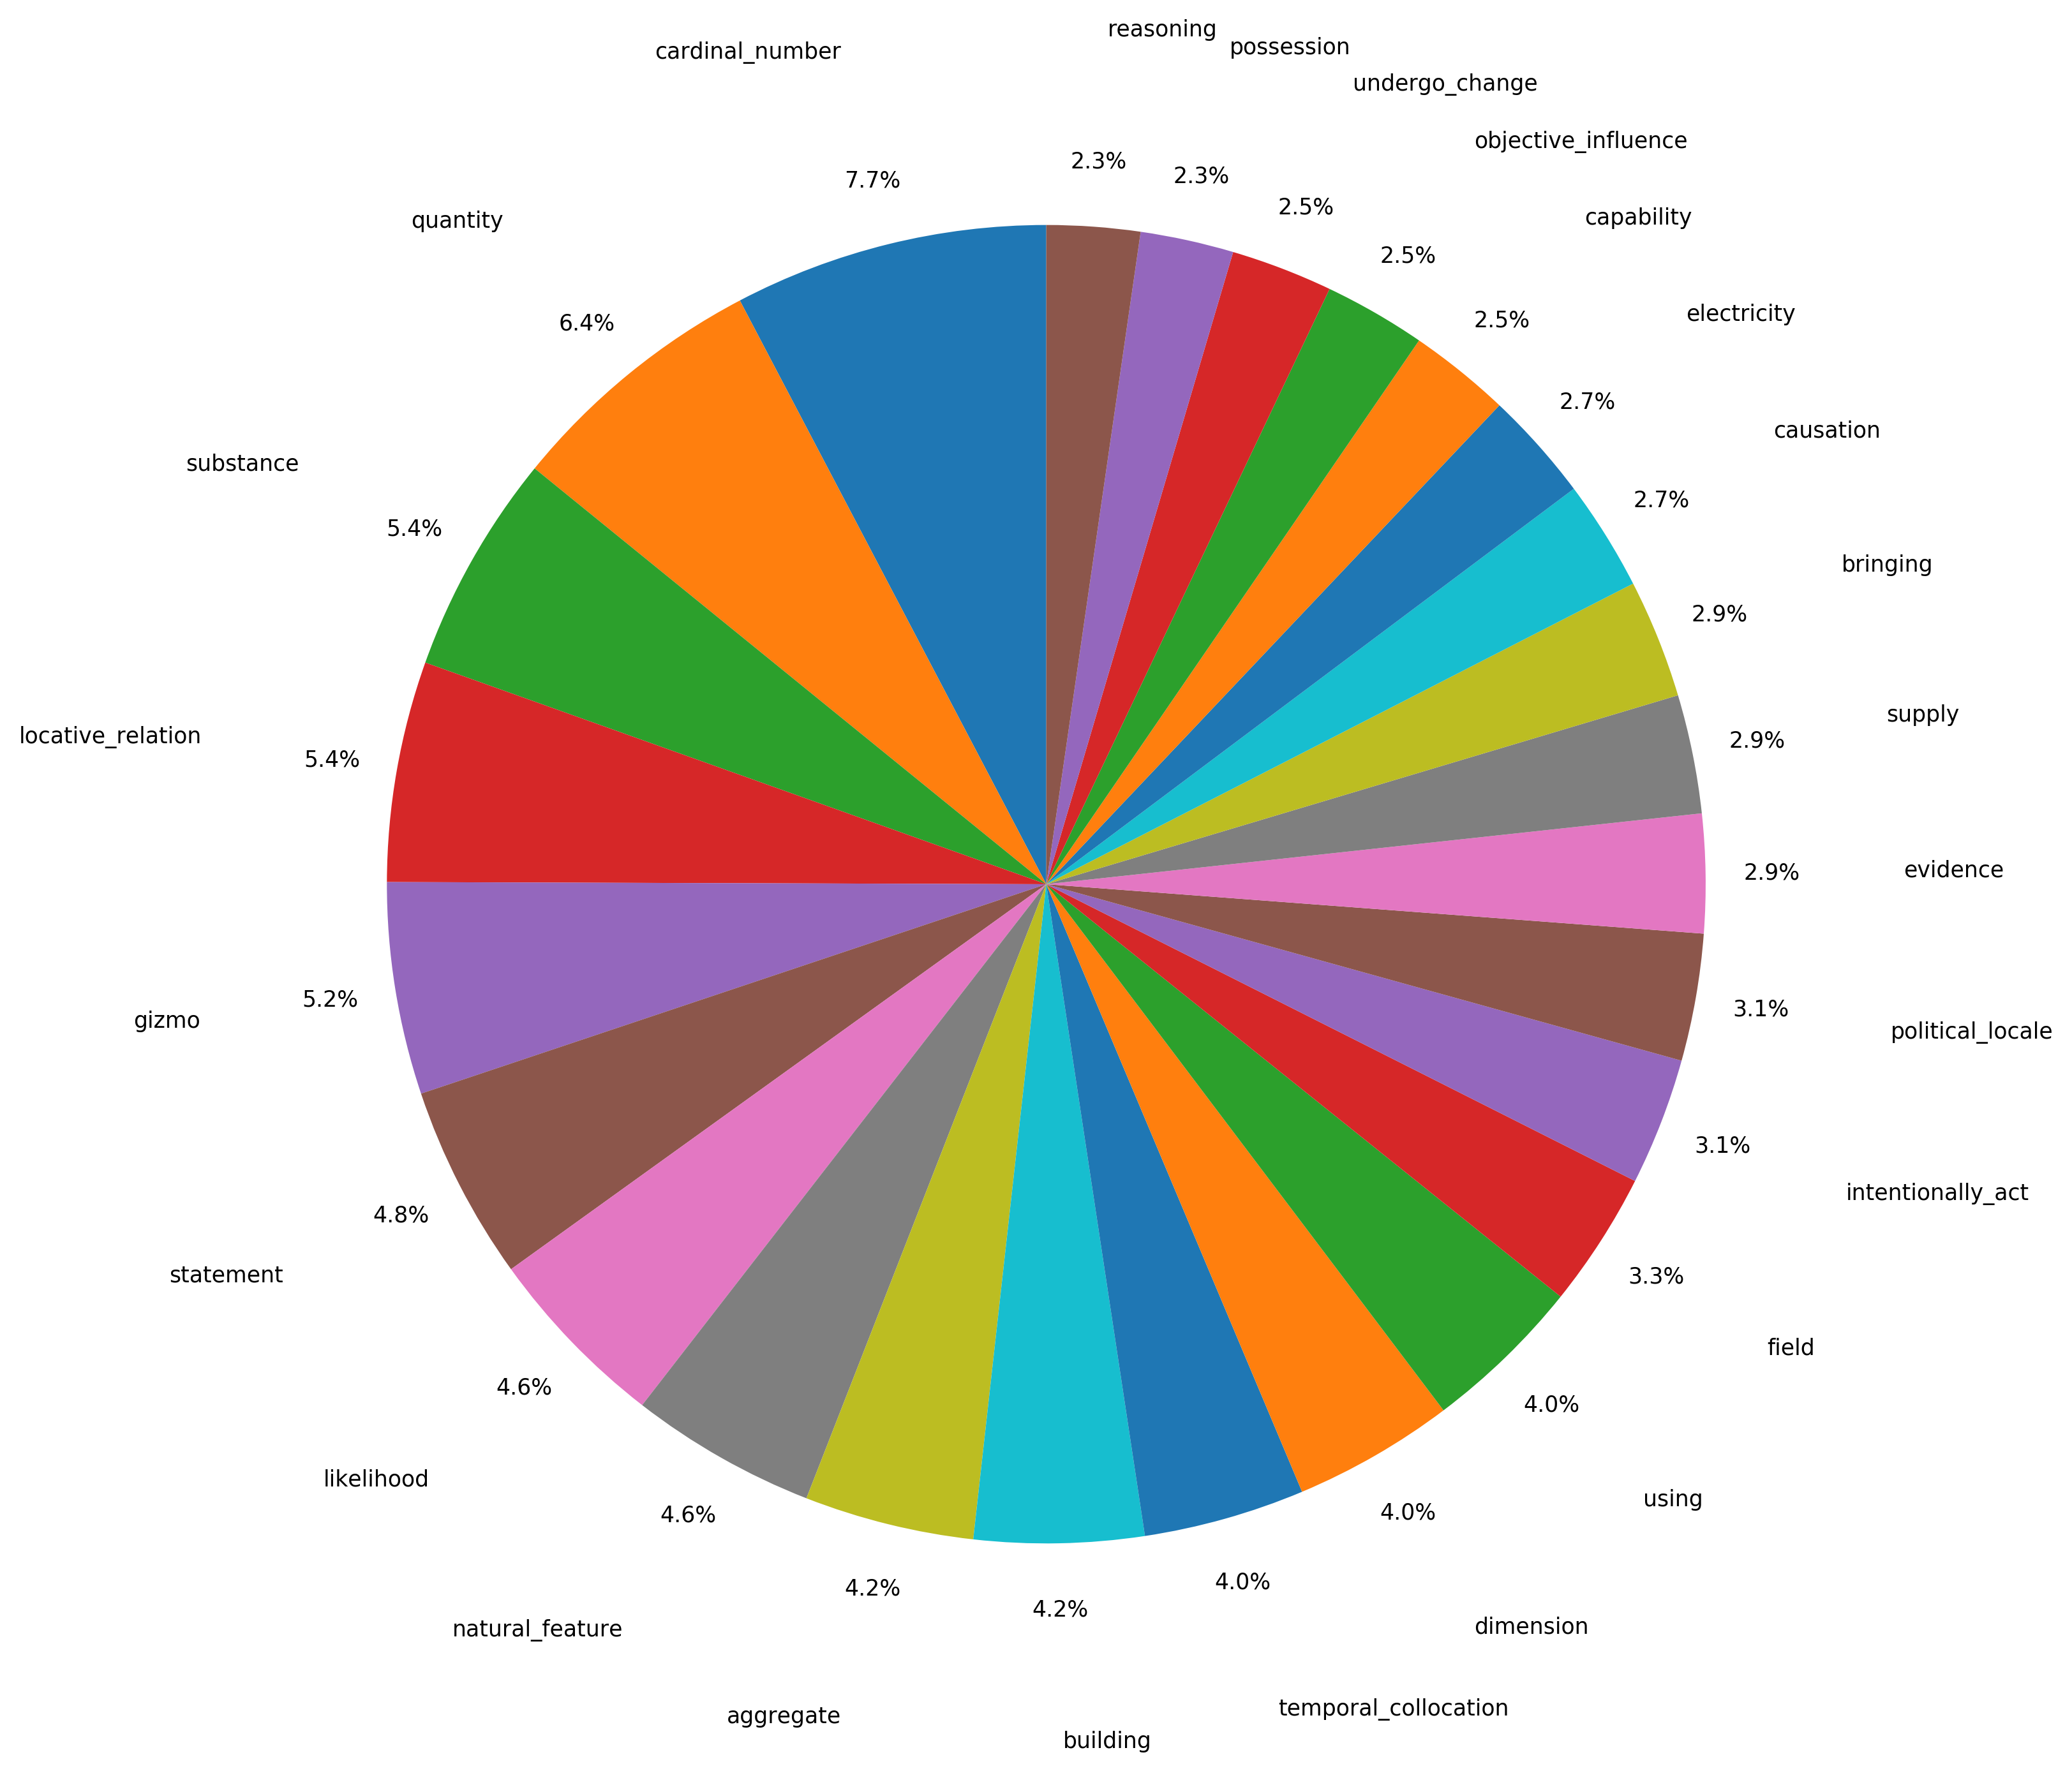 reasoning
possession
cardinal_number
undergo_change
objective_influence
2.3%
2.3%
7.7%
2.5%
capability
quantity
2.5%
electricity
2.5%
6.4%
2.7%
causation
substance
2.7%
5.4%
bringing
2.9%
supply
locative_relation
2.9%
5.4%
evidence
2.9%
5.2%
3.1%
gizmo
political_locale
3.1%
intentionally_act
4.8%
statement
3.3%
field
4.6%
4.0%
likelihood
using
4.6%
4.0%
4.0%
4.2%
4.2%
dimension
natural_feature
temporal_collocation
aggregate
building